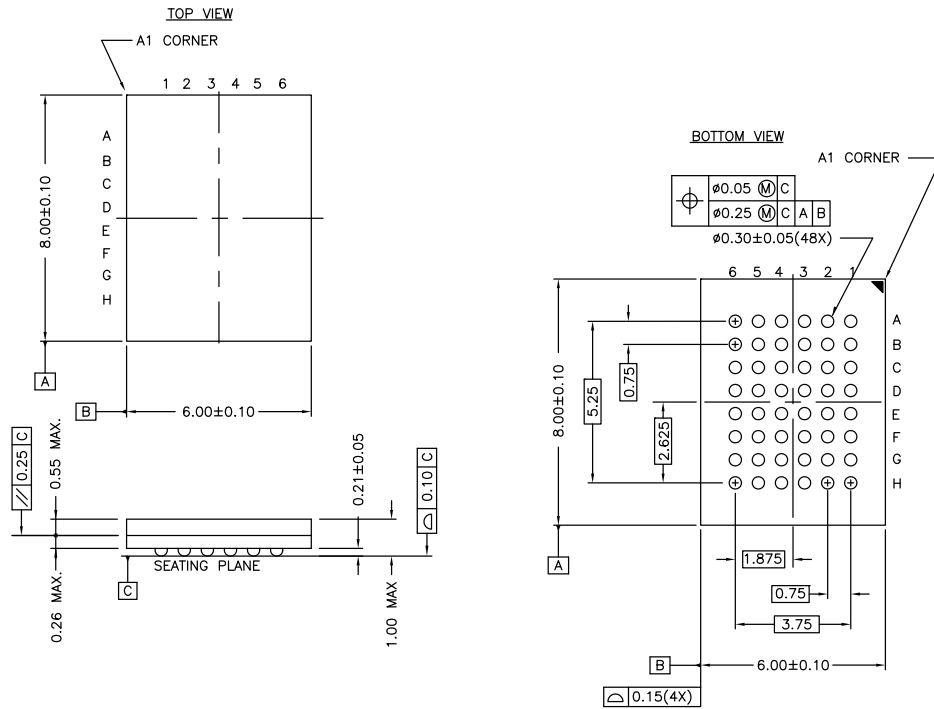 TOP VIEW
A1 CORNER
1 2 3 4 5 6
A
B
C
D
E
F
G
H
8.00±0.10
A
B
6.00±0.10
// 0.25 C
0.55 MAX.
0.21±0.05
⌓ 0.10 C
SEATING PLANE
C
0.26 MAX.
1.00 MAX
BOTTOM VIEW
A1 CORNER
⌖ ø0.05 Ⓜ C
ø0.25 Ⓜ C A B
ø0.30±0.05(48X)
6 5 4 3 2 1
A
B
C
D
E
F
G
H
8.00±0.10
5.25
0.75
2.625
A
1.875
0.75
3.75
B
6.00±0.10
⌓ 0.15(4X)